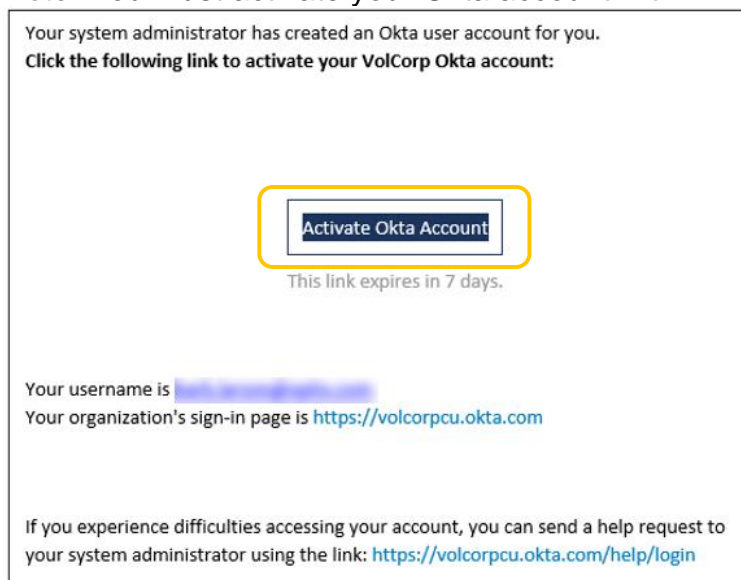 Your system administrator has created an Okta user account for you.
Click the following link to activate your VolCorp Okta account:
Activate Okta Account
This link expires in 7 days.
Your username is
Your organization's sign-in page is https://volcorpcu.okta.com
If you experience difficulties accessing your account, you can send a help request to
your system administrator using the link: https://volcorpcu.okta.com/help/login